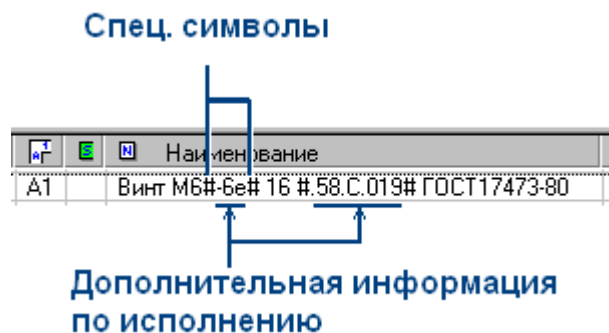 Спец. символы
Наименование
А1 Винт М6#-6е# 16 #.58.С.019# ГОСТ17473-80
Дополнительная информация
по исполнению